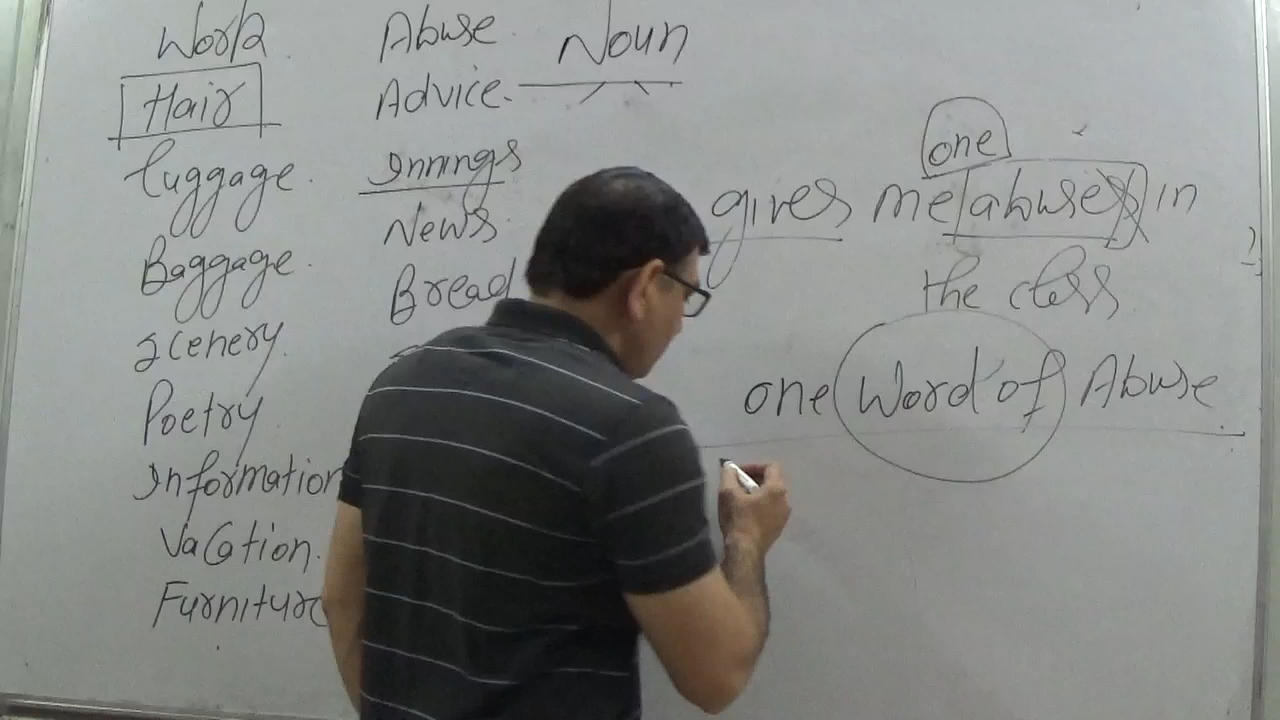 Work
Hair
Luggage.
Baggage.
Scenery.
Poetry
Information
Vacation.
Furniture
Abuse.
Advice.
Innings
News.
Bread
Noun
one
gives me abuses in
the class
one Word of Abuse.